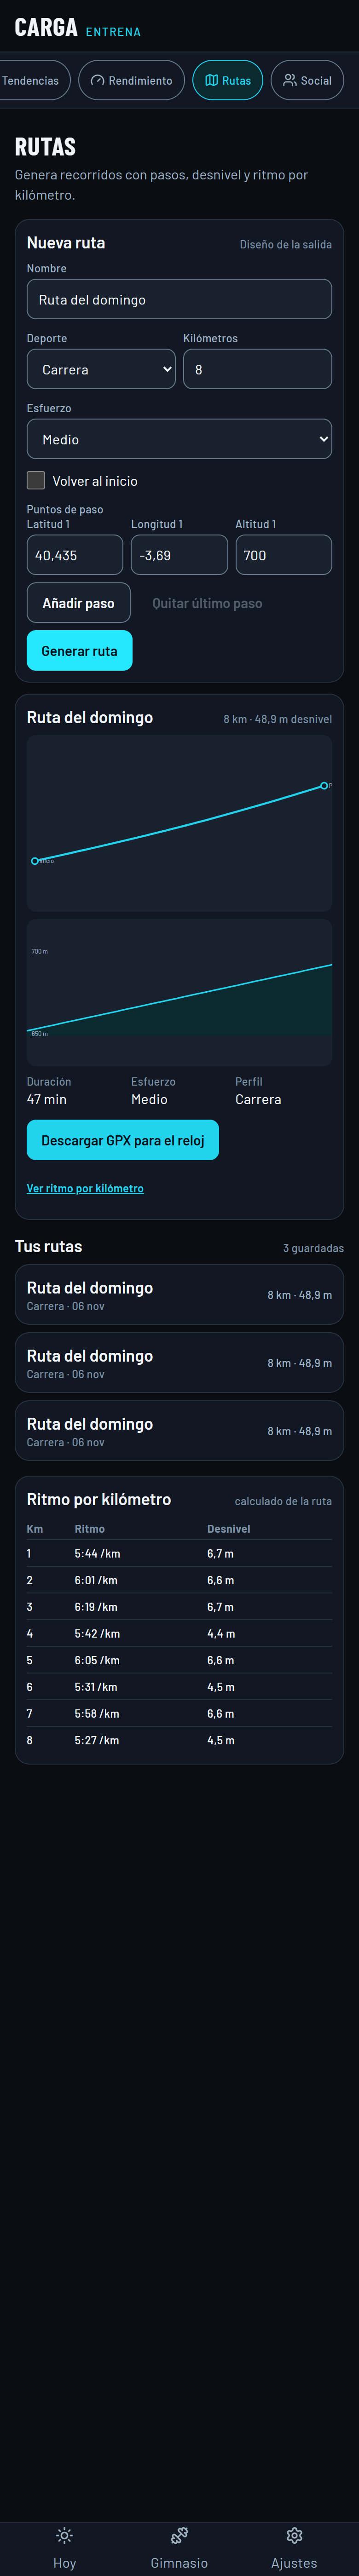 CARGA ENTRENA
Tendencias Rendimiento Rutas Social
RUTAS
Genera recorridos con pasos, desnivel y ritmo por
kilómetro.
Nueva ruta Diseño de la salida
Nombre
Ruta del domingo
Deporte Kilómetros
Carrera 8
Esfuerzo
Medio
Volver al inicio
Puntos de paso
Latitud 1 Longitud 1 Altitud 1
40,435 -3,69 700
Añadir paso Quitar último paso
Generar ruta
Ruta del domingo 8 km · 48,9 m desnivel
P
700 m
650 m
Duración Esfuerzo Perfil
47 min Medio Carrera
Descargar GPX para el reloj
Ver ritmo por kilómetro
Tus rutas 3 guardadas
Ruta del domingo 8 km · 48,9 m
Carrera · 06 nov
Ruta del domingo 8 km · 48,9 m
Carrera · 06 nov
Ruta del domingo 8 km · 48,9 m
Carrera · 06 nov
Ritmo por kilómetro calculado de la ruta
Km Ritmo Desnivel
1 5:44 /km 6,7 m
2 6:01 /km 6,6 m
3 6:19 /km 6,7 m
4 5:42 /km 4,4 m
5 6:05 /km 6,6 m
6 5:31 /km 4,5 m
7 5:58 /km 6,6 m
8 5:27 /km 4,5 m
Hoy Gimnasio Ajustes